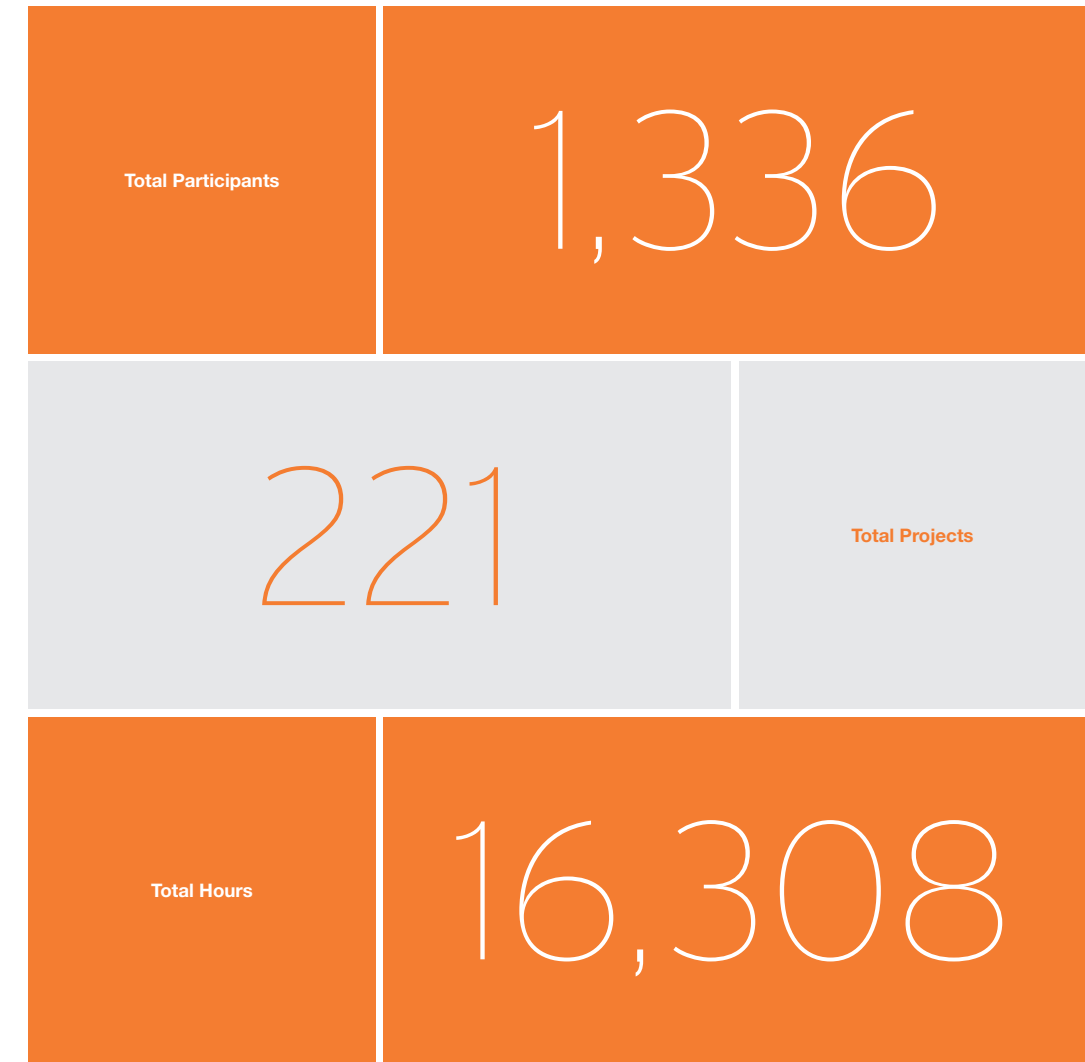 Total Participants
1,336
221
Total Projects
Total Hours
16,308